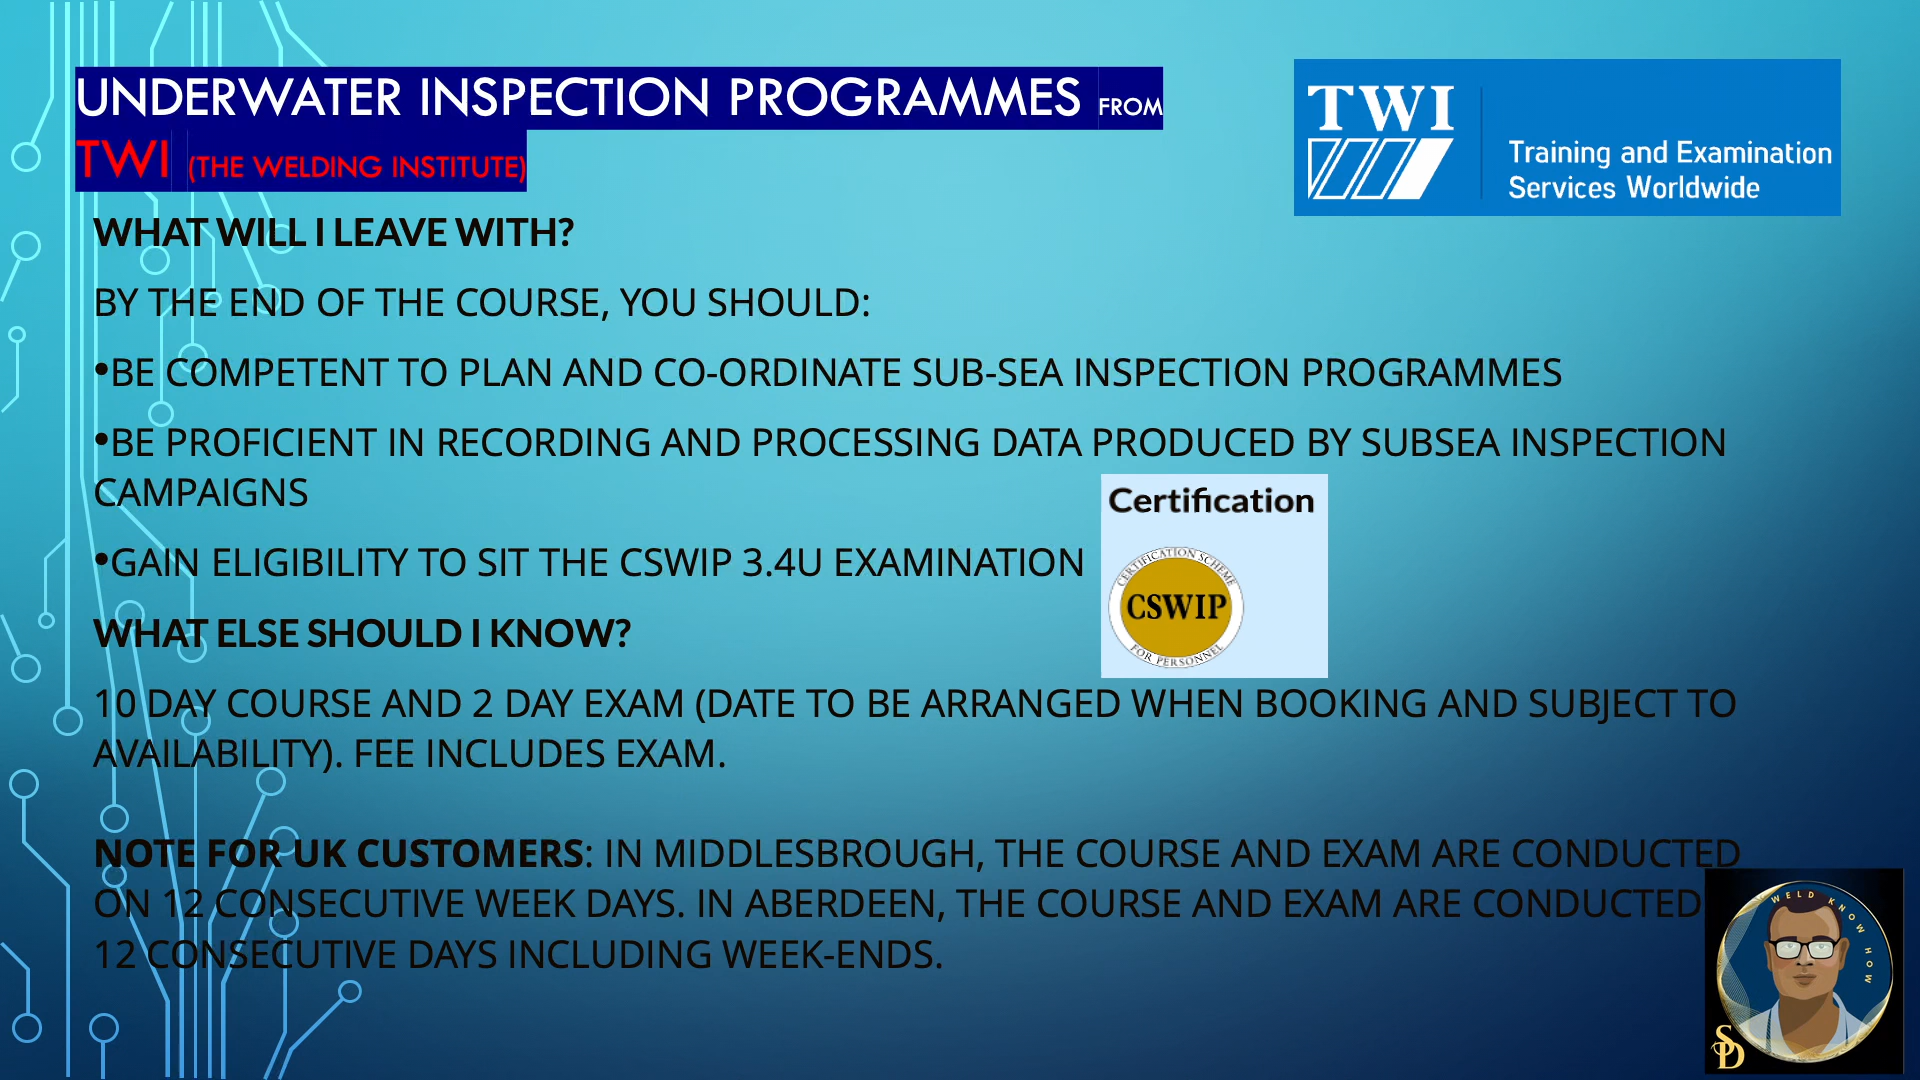 UNDERWATER INSPECTION PROGRAMMES FROM
TWI (THE WELDING INSTITUTE)
TWI
Training and Examination
Services Worldwide
WHAT WILL I LEAVE WITH?
BY THE END OF THE COURSE, YOU SHOULD:
•BE COMPETENT TO PLAN AND CO-ORDINATE SUB-SEA INSPECTION PROGRAMMES
•BE PROFICIENT IN RECORDING AND PROCESSING DATA PRODUCED BY SUBSEA INSPECTION
CAMPAIGNS
•GAIN ELIGIBILITY TO SIT THE CSWIP 3.4U EXAMINATION
Certification
CERTIFICATION SCHEME
CSWIP
FOR PERSONNEL
WHAT ELSE SHOULD I KNOW?
10 DAY COURSE AND 2 DAY EXAM (DATE TO BE ARRANGED WHEN BOOKING AND SUBJECT TO
AVAILABILITY). FEE INCLUDES EXAM.
NOTE FOR UK CUSTOMERS: IN MIDDLESBROUGH, THE COURSE AND EXAM ARE CONDUCTED
ON 12 CONSECUTIVE WEEK DAYS. IN ABERDEEN, THE COURSE AND EXAM ARE CONDUCTED
12 CONSECUTIVE DAYS INCLUDING WEEK-ENDS.
WELD KNOW HOW
SD